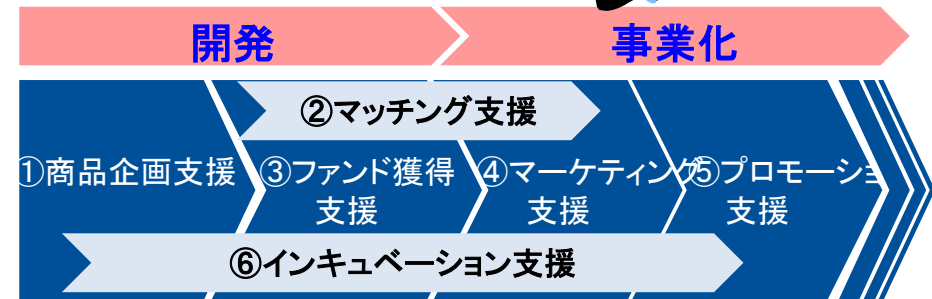 開発
事業化
②マッチング支援
①商品企画支援
③ファンド獲得
支援
④マーケティング
支援
⑤プロモーショ
支援
⑥インキュベーション支援